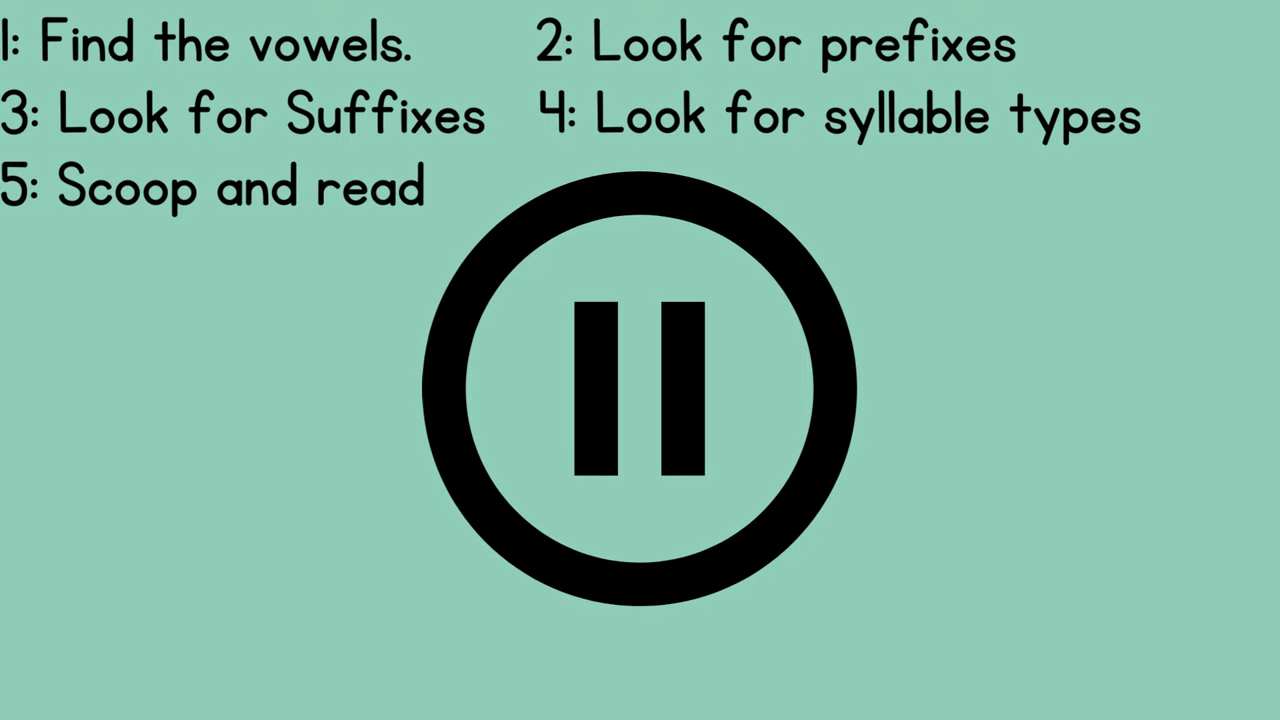 1: Find the vowels. 2: Look for prefixes
3: Look for Suffixes 4: Look for syllable types
5: Scoop and read